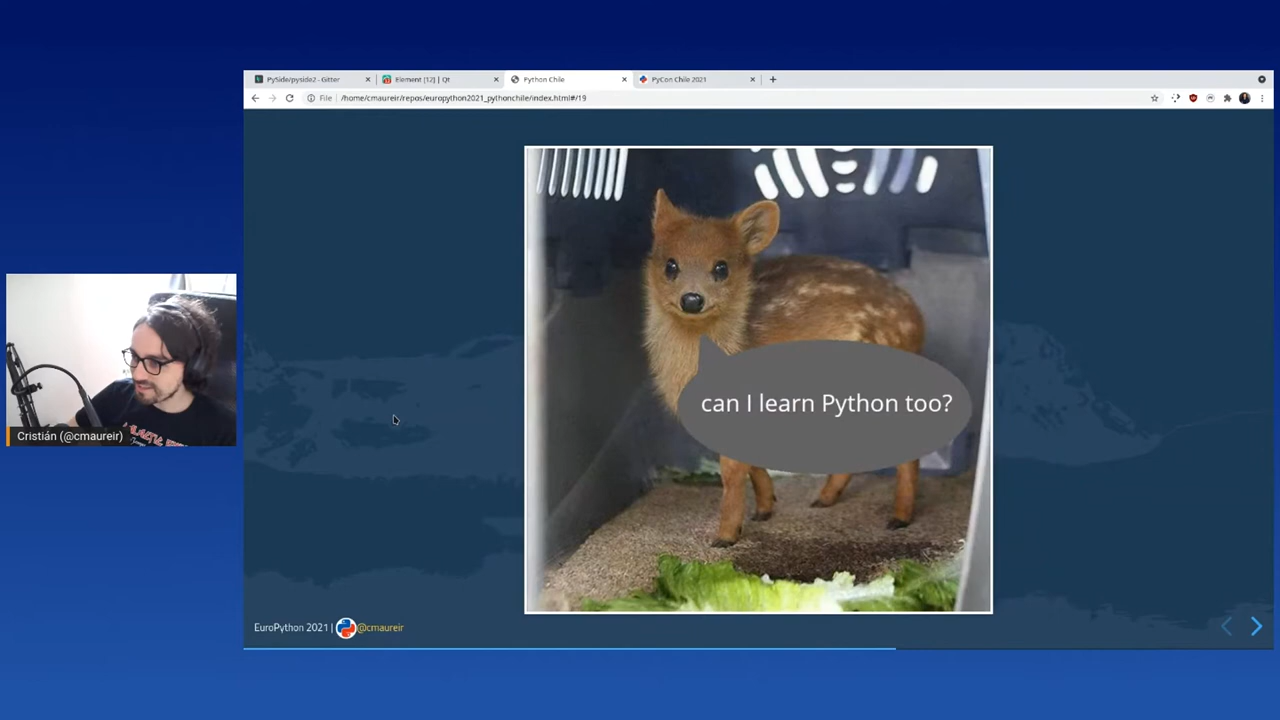 PySide/pyside2 - Gitter
Element [12] | Qt
Python Chile
PyCon Chile 2021
File
/home/cmaureir/repos/europython2021_pythonchile/index.html#/19
can I learn Python too?
Cristián (@cmaureir)
EuroPython 2021 |
@cmaureir